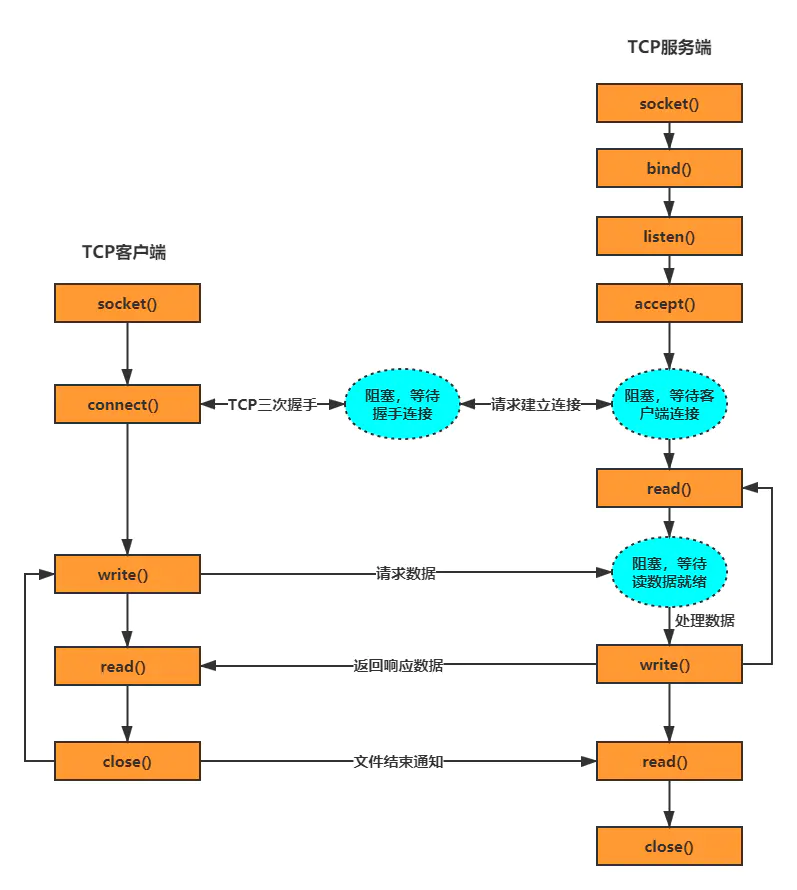 TCP服务端
socket()
bind()
listen()
TCP客户端
socket()
accept()
connect()
TCP三次握手
阻塞，等待
握手连接
请求建立连接
阻塞，等待客
户端连接
read()
write()
请求数据
阻塞，等待
读数据就绪
处理数据
read()
返回响应数据
write()
close()
文件结束通知
read()
close()